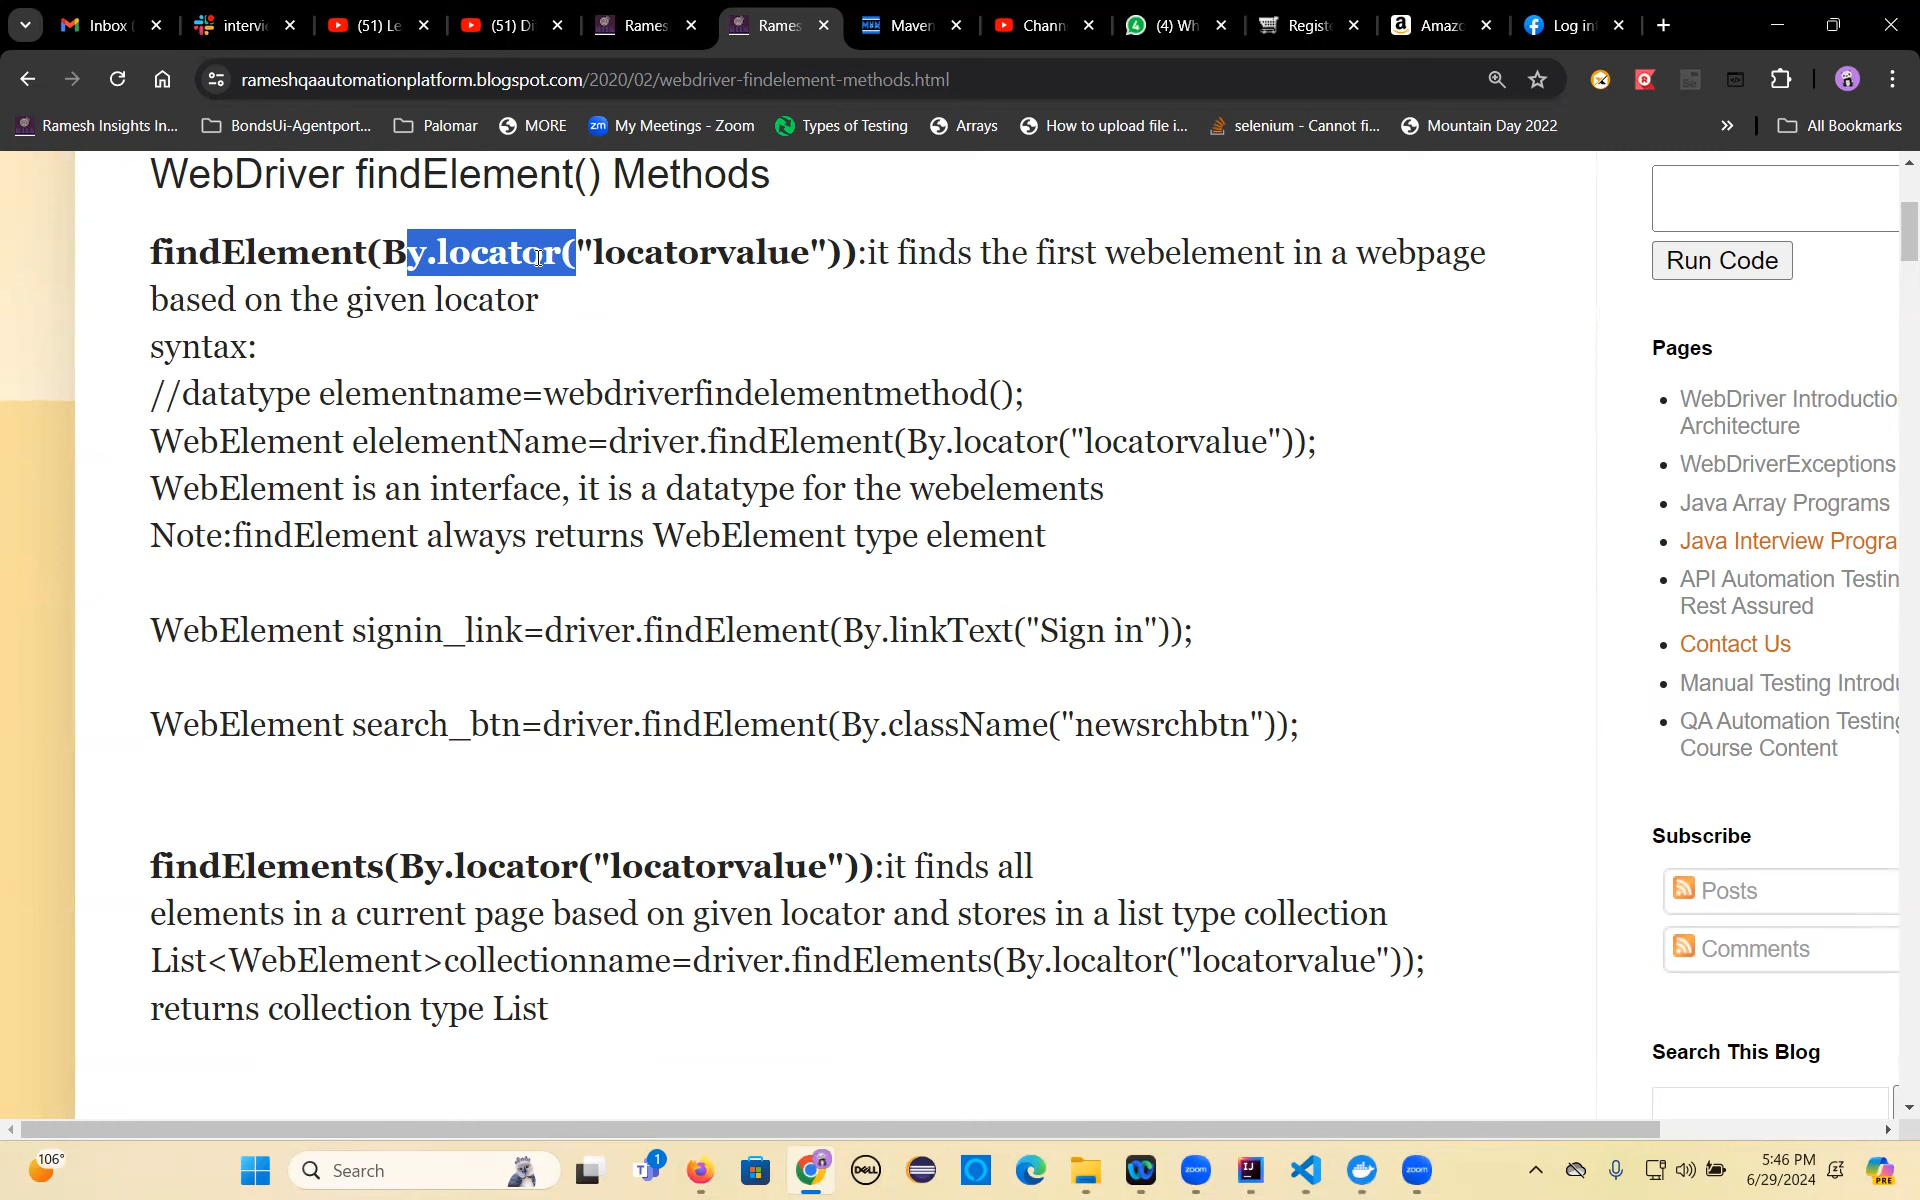 Inbox (
intervie
(51) Le
(51) Di
Rames
Rames
Maven
Chann
(4) Wh
Registe
Amazo
Log in
rameshqaautomationplatform.blogspot.com/2020/02/webdriver-findelement-methods.html
Ramesh Insights In...
BondsUi-Agentport...
Palomar
MORE
zm My Meetings - Zoom
Types of Testing
Arrays
How to upload file i...
selenium - Cannot fi...
Mountain Day 2022
All Bookmarks
WebDriver findElement() Methods
findElement(By.locator("locatorvalue")):it finds the first webelement in a webpage
based on the given locator
syntax:
//datatype elementname=webdriverfindelementmethod();
WebElement elelementName=driver.findElement(By.locator("locatorvalue"));
WebElement is an interface, it is a datatype for the webelements
Note:findElement always returns WebElement type element
WebElement signin_link=driver.findElement(By.linkText("Sign in"));
WebElement search_btn=driver.findElement(By.className("newsrchbtn"));
findElements(By.locator("locatorvalue")):it finds all
elements in a current page based on given locator and stores in a list type collection
List<WebElement>collectionname=driver.findElements(By.localtor("locatorvalue"));
returns collection type List
Run Code
Pages
WebDriver Introductio
Architecture
WebDriverExceptions
Java Array Programs
Java Interview Progra
API Automation Testin
Rest Assured
Contact Us
Manual Testing Introdu
QA Automation Testing
Course Content
Subscribe
Posts
Comments
Search This Blog
106°
Search
1
DELL
zoom
IJ
zoom
5:46 PM
6/29/2024
PRE